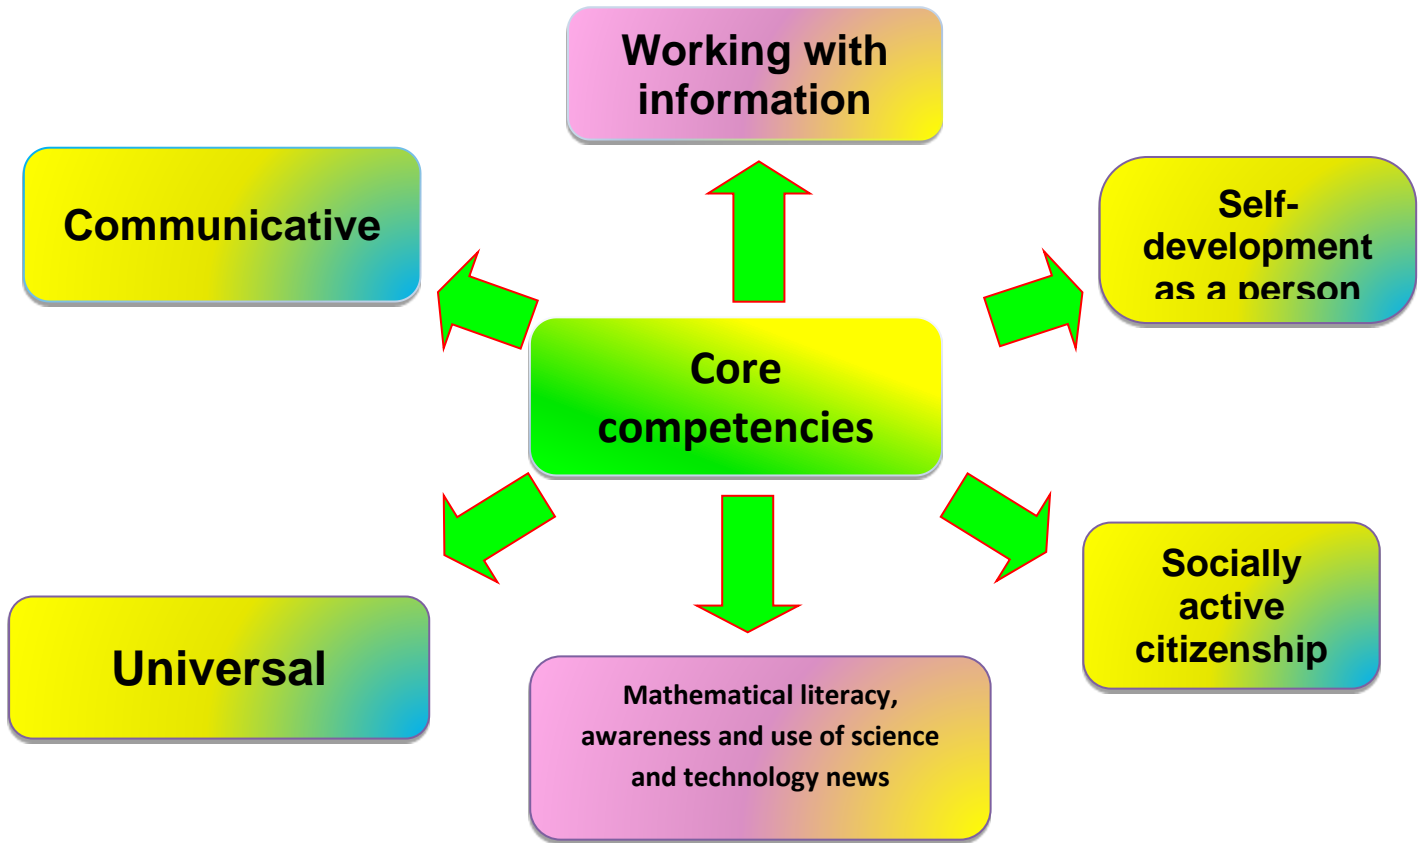 Working with
information
Communicative
Self-
development
as a person
Core
competencies
Socially
active
citizenship
Universal
Mathematical literacy,
awareness and use of science
and technology news